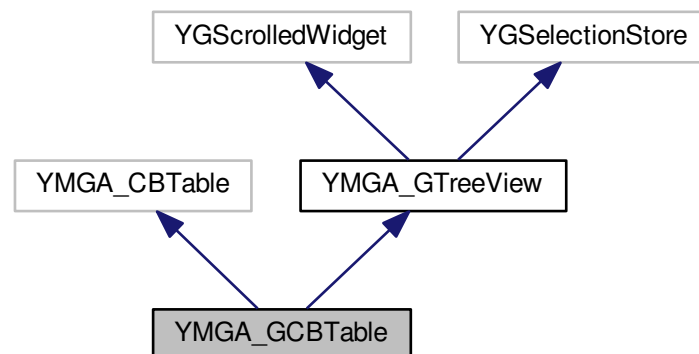 YGScrolledWidget
YGSelectionStore
YMGA_CBTable
YMGA_GTreeView
YMGA_GCBTable